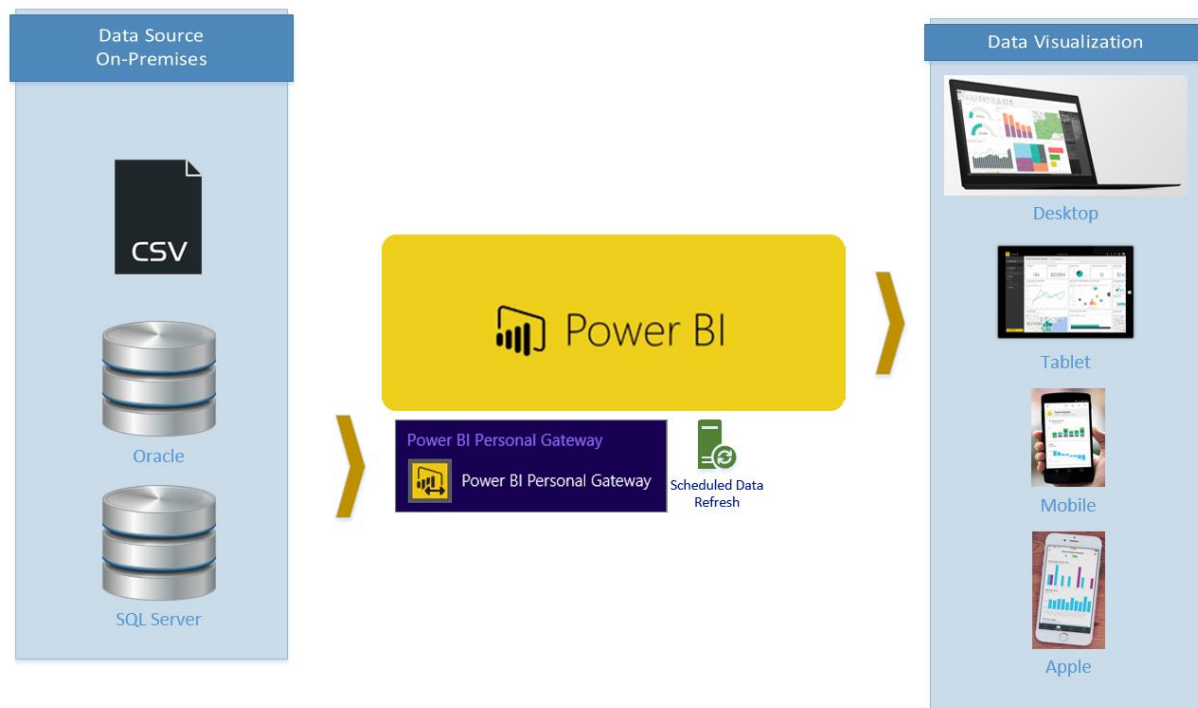 Data Source
On-Premises
CSV
Oracle
SQL Server
Power BI
Power BI Personal Gateway
Power BI Personal Gateway
Scheduled Data
Refresh
Data Visualization
Desktop
Tablet
Mobile
Apple